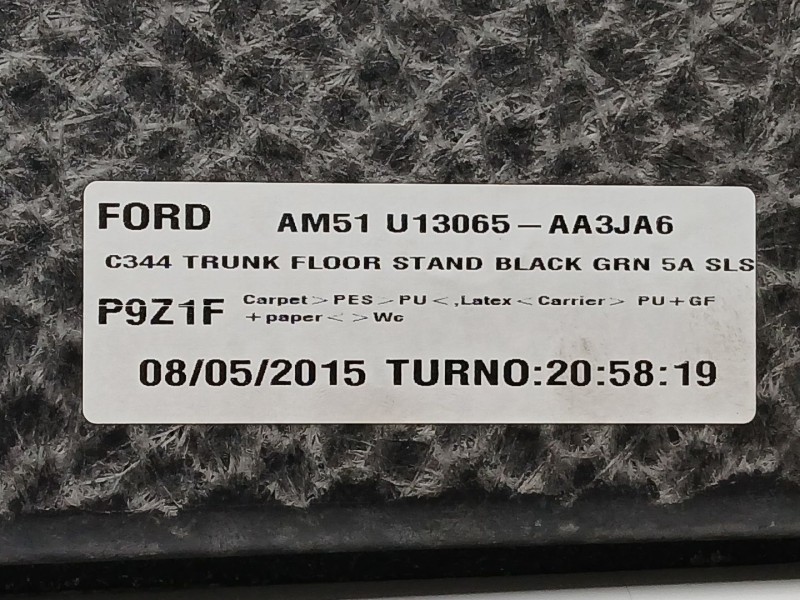 FORD AM51 U13065-AA3JA6
C344 TRUNK FLOOR STAND BLACK GRN 5A SLS
P9Z1F Carpet>PES>PU<,Latex<Carrier> PU+GF
+paper< >Wc
08/05/2015 TURNO:20:58:19